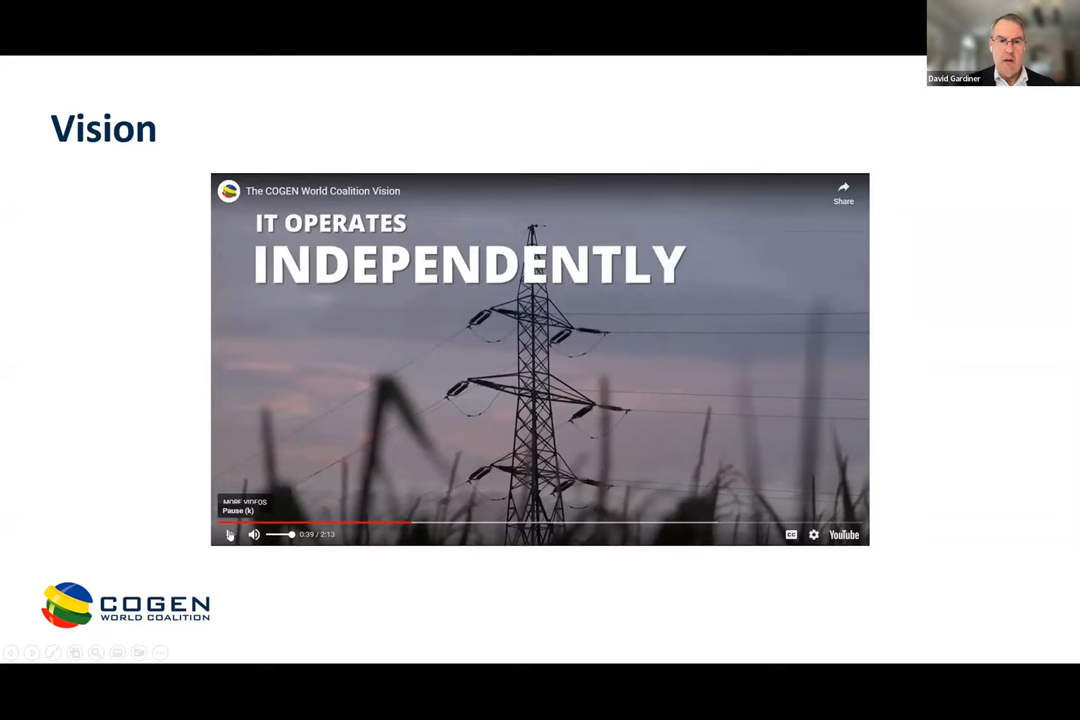 David Gardiner
Vision
The COGEN World Coalition Vision
Share
IT OPERATES
INDEPENDENTLY
MORE VIDEOS
Pause (k)
0:39 / 2:13
CC
YouTube
COGEN
WORLD COALITION